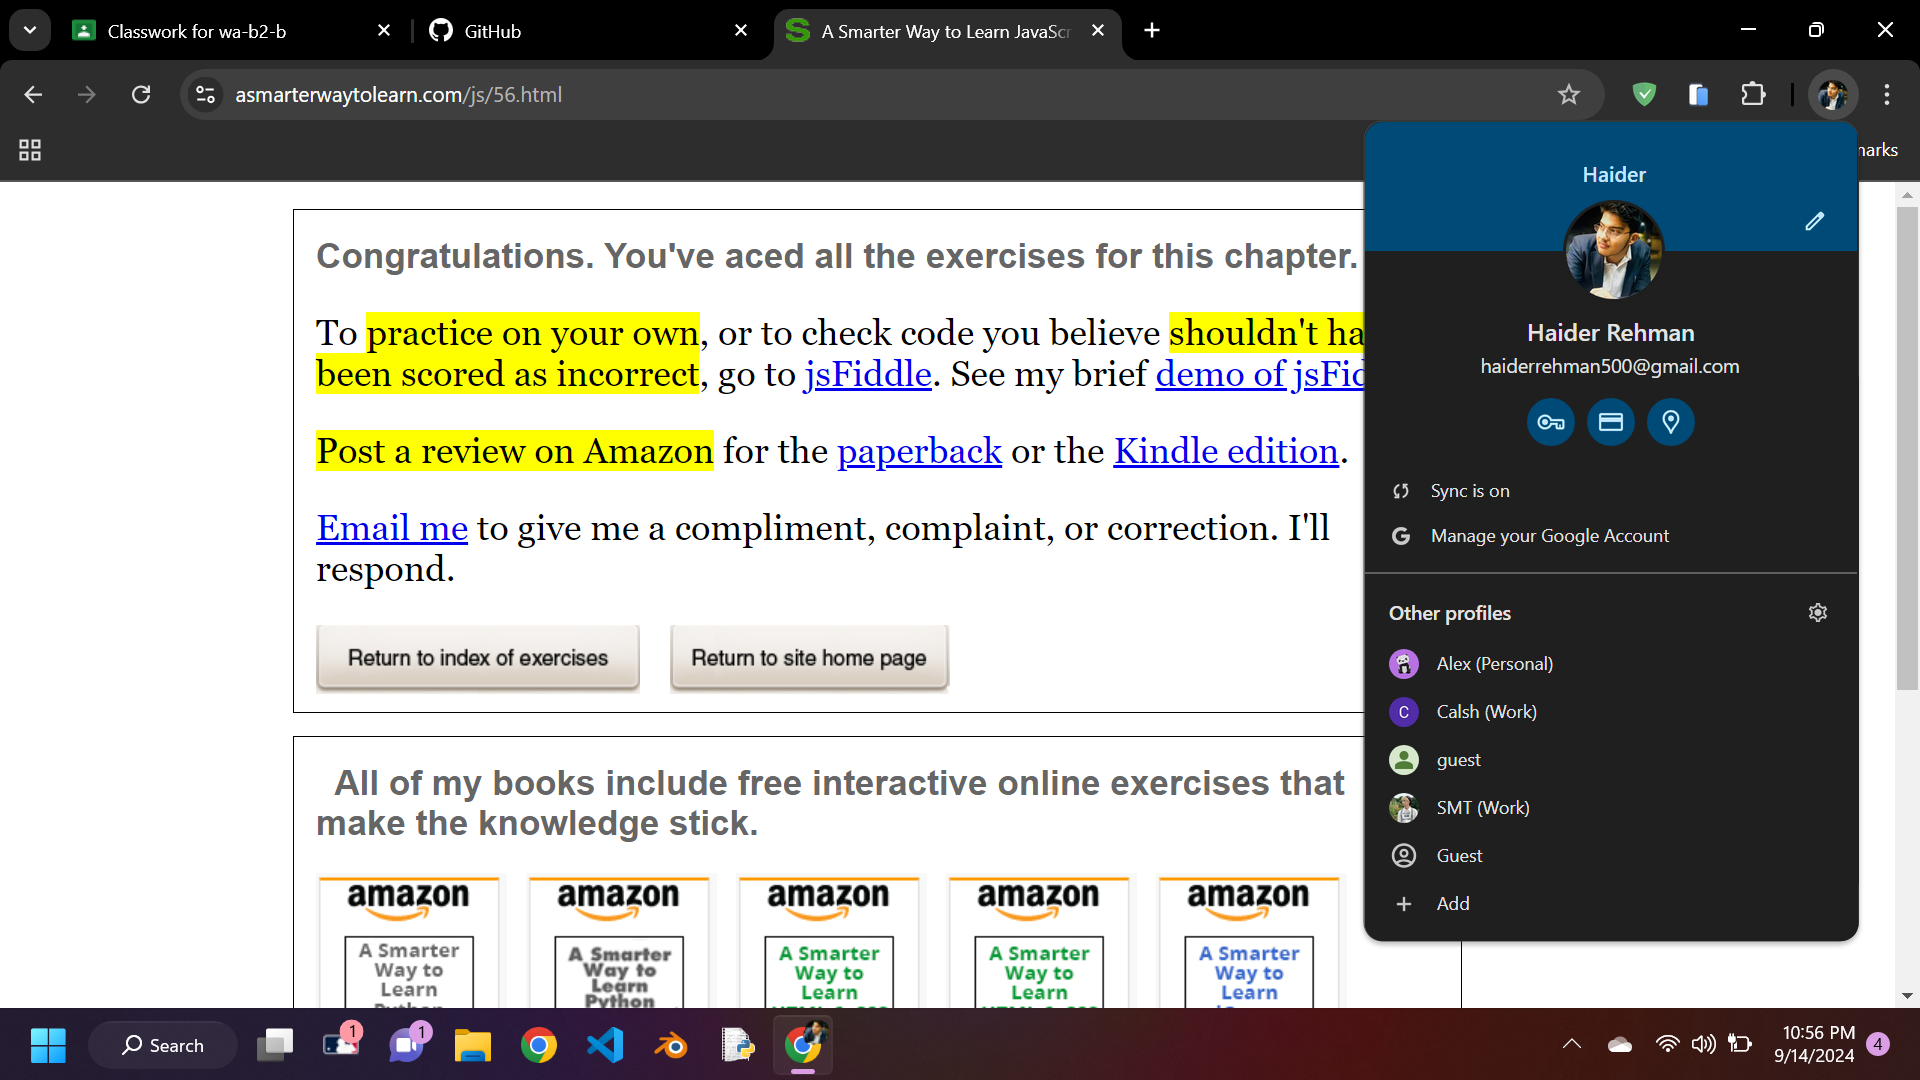 Classwork for wa-b2-b
GitHub
A Smarter Way to Learn JavaScr
asmarterwaytolearn.com/js/56.html
marks
Congratulations. You've aced all the exercises for this chapter.
To practice on your own, or to check code you believe shouldn't ha
been scored as incorrect, go to jsFiddle. See my brief demo of jsFid
Post a review on Amazon for the paperback or the Kindle edition.
Email me to give me a compliment, complaint, or correction. I'll
respond.
Return to index of exercises
Return to site home page
All of my books include free interactive online exercises that
make the knowledge stick.
amazon amazon amazon amazon amazon
A Smarter
Way to
Learn
Python
A Smarter
Way to
Learn
Python
A Smarter
Way to
Learn
A Smarter
Way to
Learn
HTML & CSS
A Smarter
Way to
Learn
Haider
Haider Rehman
haiderrehman500@gmail.com
Sync is on
Manage your Google Account
Other profiles
Alex (Personal)
C
Calsh (Work)
guest
SMT (Work)
Guest
Add
Search
1
1
10:56 PM
9/14/2024
4